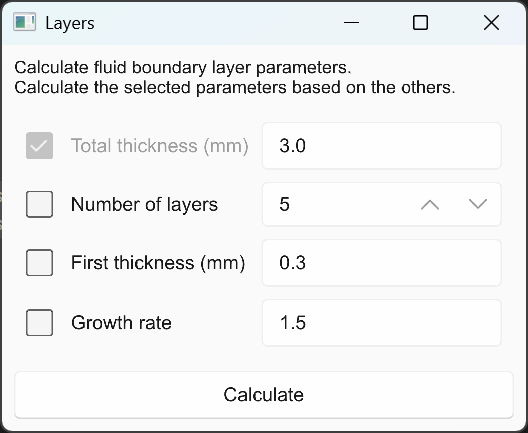 Layers
Calculate fluid boundary layer parameters.
Calculate the selected parameters based on the others.
Total thickness (mm) 3.0
Number of layers 5
First thickness (mm) 0.3
Growth rate 1.5
Calculate